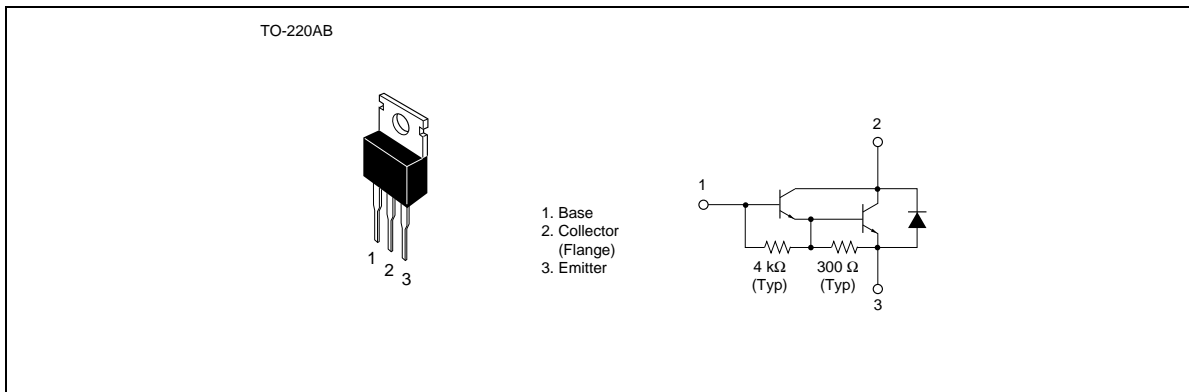 TO-220AB
1
2
3
1. Base
2. Collector
(Flange)
3. Emitter
2
1
4 kΩ
(Typ)
300 Ω
(Typ)
3